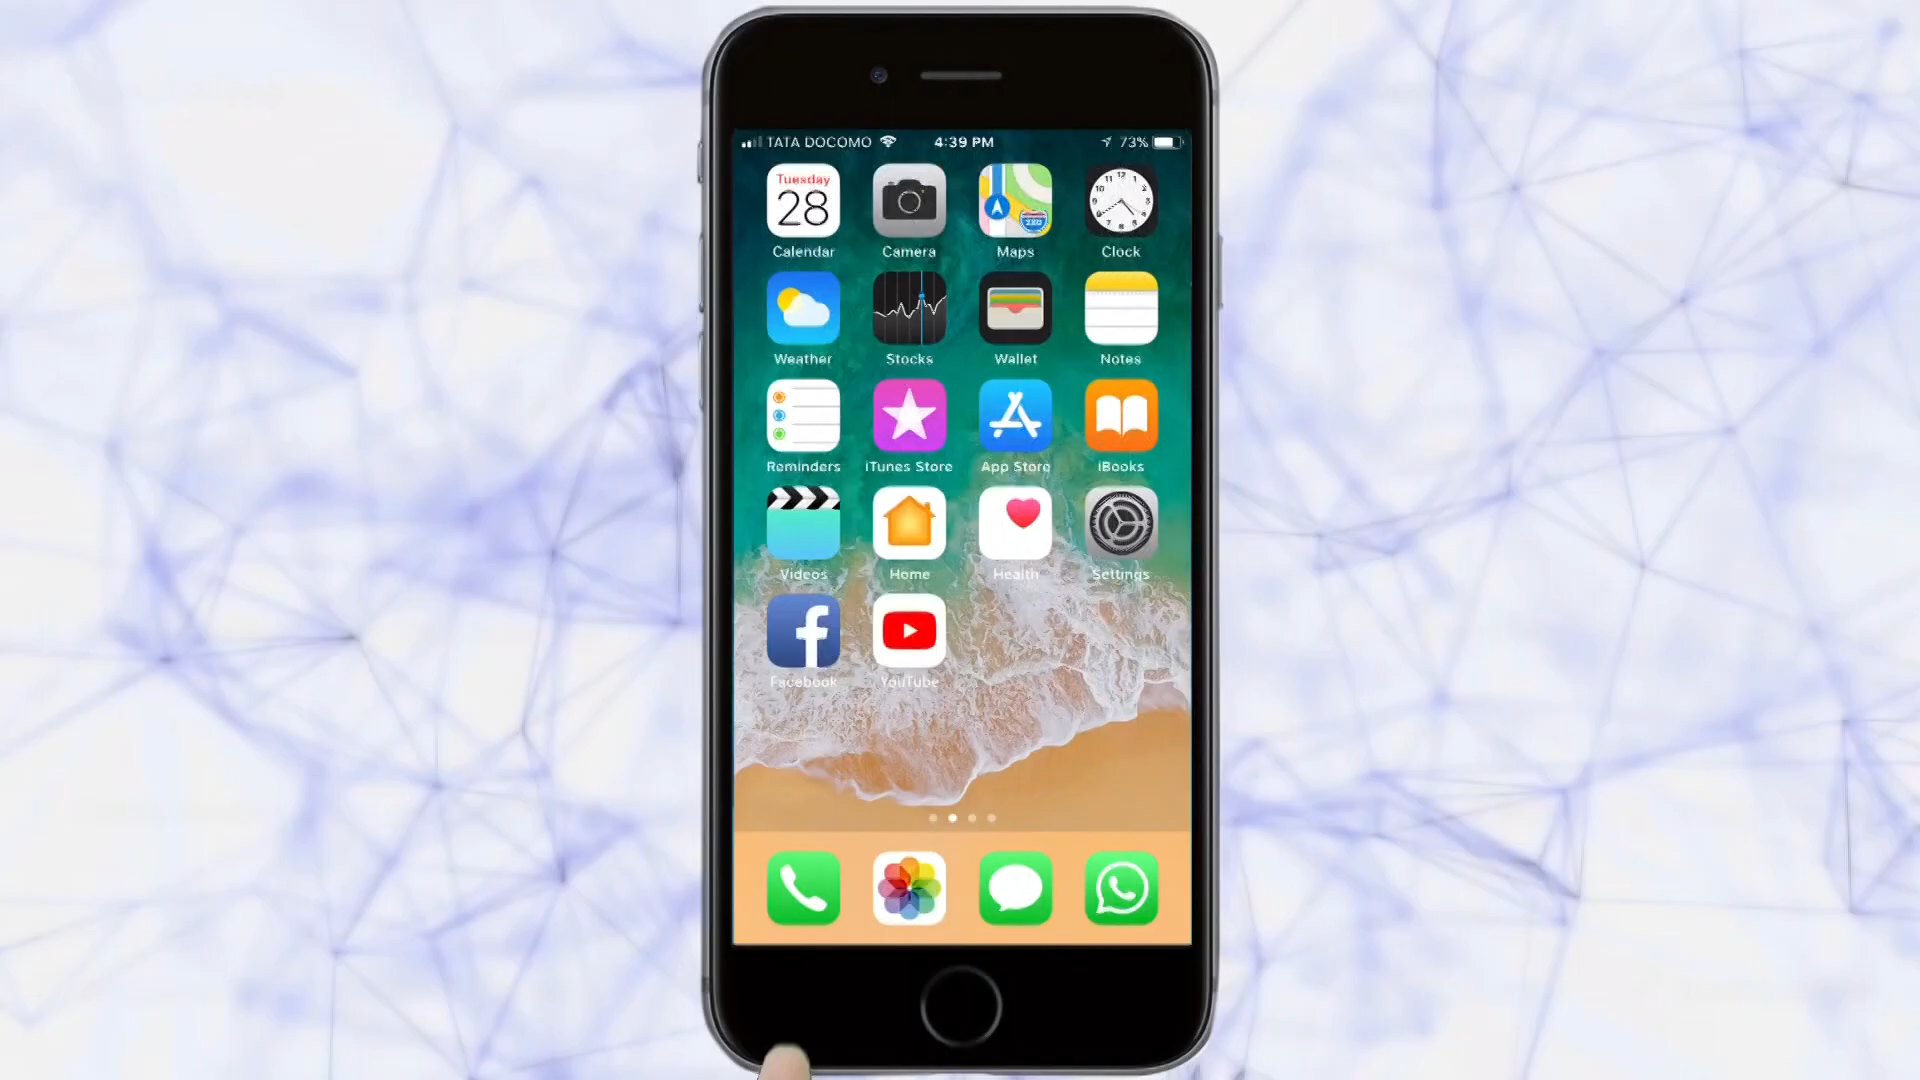 TATA DOCOMO 4:39 PM 73%
Tuesday
28
Calendar Camera Maps Clock
Weather Stocks Wallet Notes
Reminders iTunes Store App Store iBooks
Videos Home Health Settings
Facebook YouTube